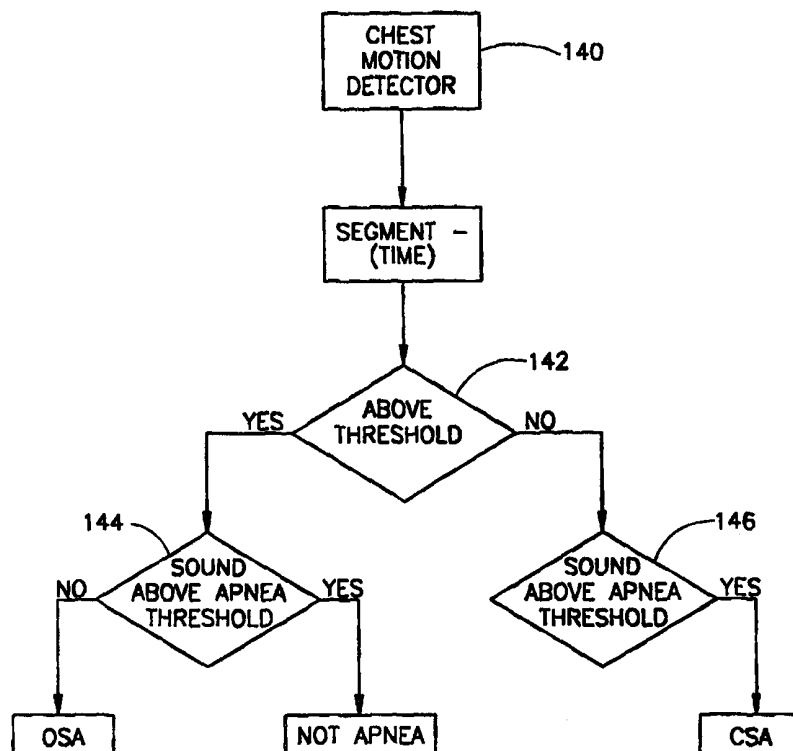 CHEST
MOTION
DETECTOR
140
SEGMENT –
(TIME)
142
YES
ABOVE
THRESHOLD
NO
144
146
NO
SOUND
ABOVE APNEA
THRESHOLD
YES
SOUND
ABOVE APNEA
THRESHOLD
YES
OSA
NOT APNEA
CSA